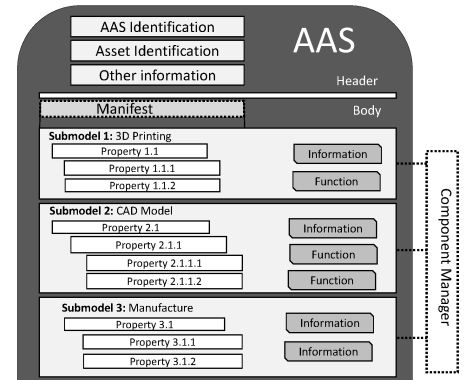 AAS Identification
Asset Identification
Other information
AAS
Header
Manifest
Body
Submodel 1: 3D Printing
Property 1.1
Property 1.1.1
Property 1.1.2
Information
Function
Submodel 2: CAD Model
Property 2.1
Property 2.1.1
Property 2.1.1.1
Property 2.1.1.2
Information
Function
Function
Submodel 3: Manufacture
Property 3.1
Property 3.1.1
Property 3.1.2
Information
Information
Component Manager